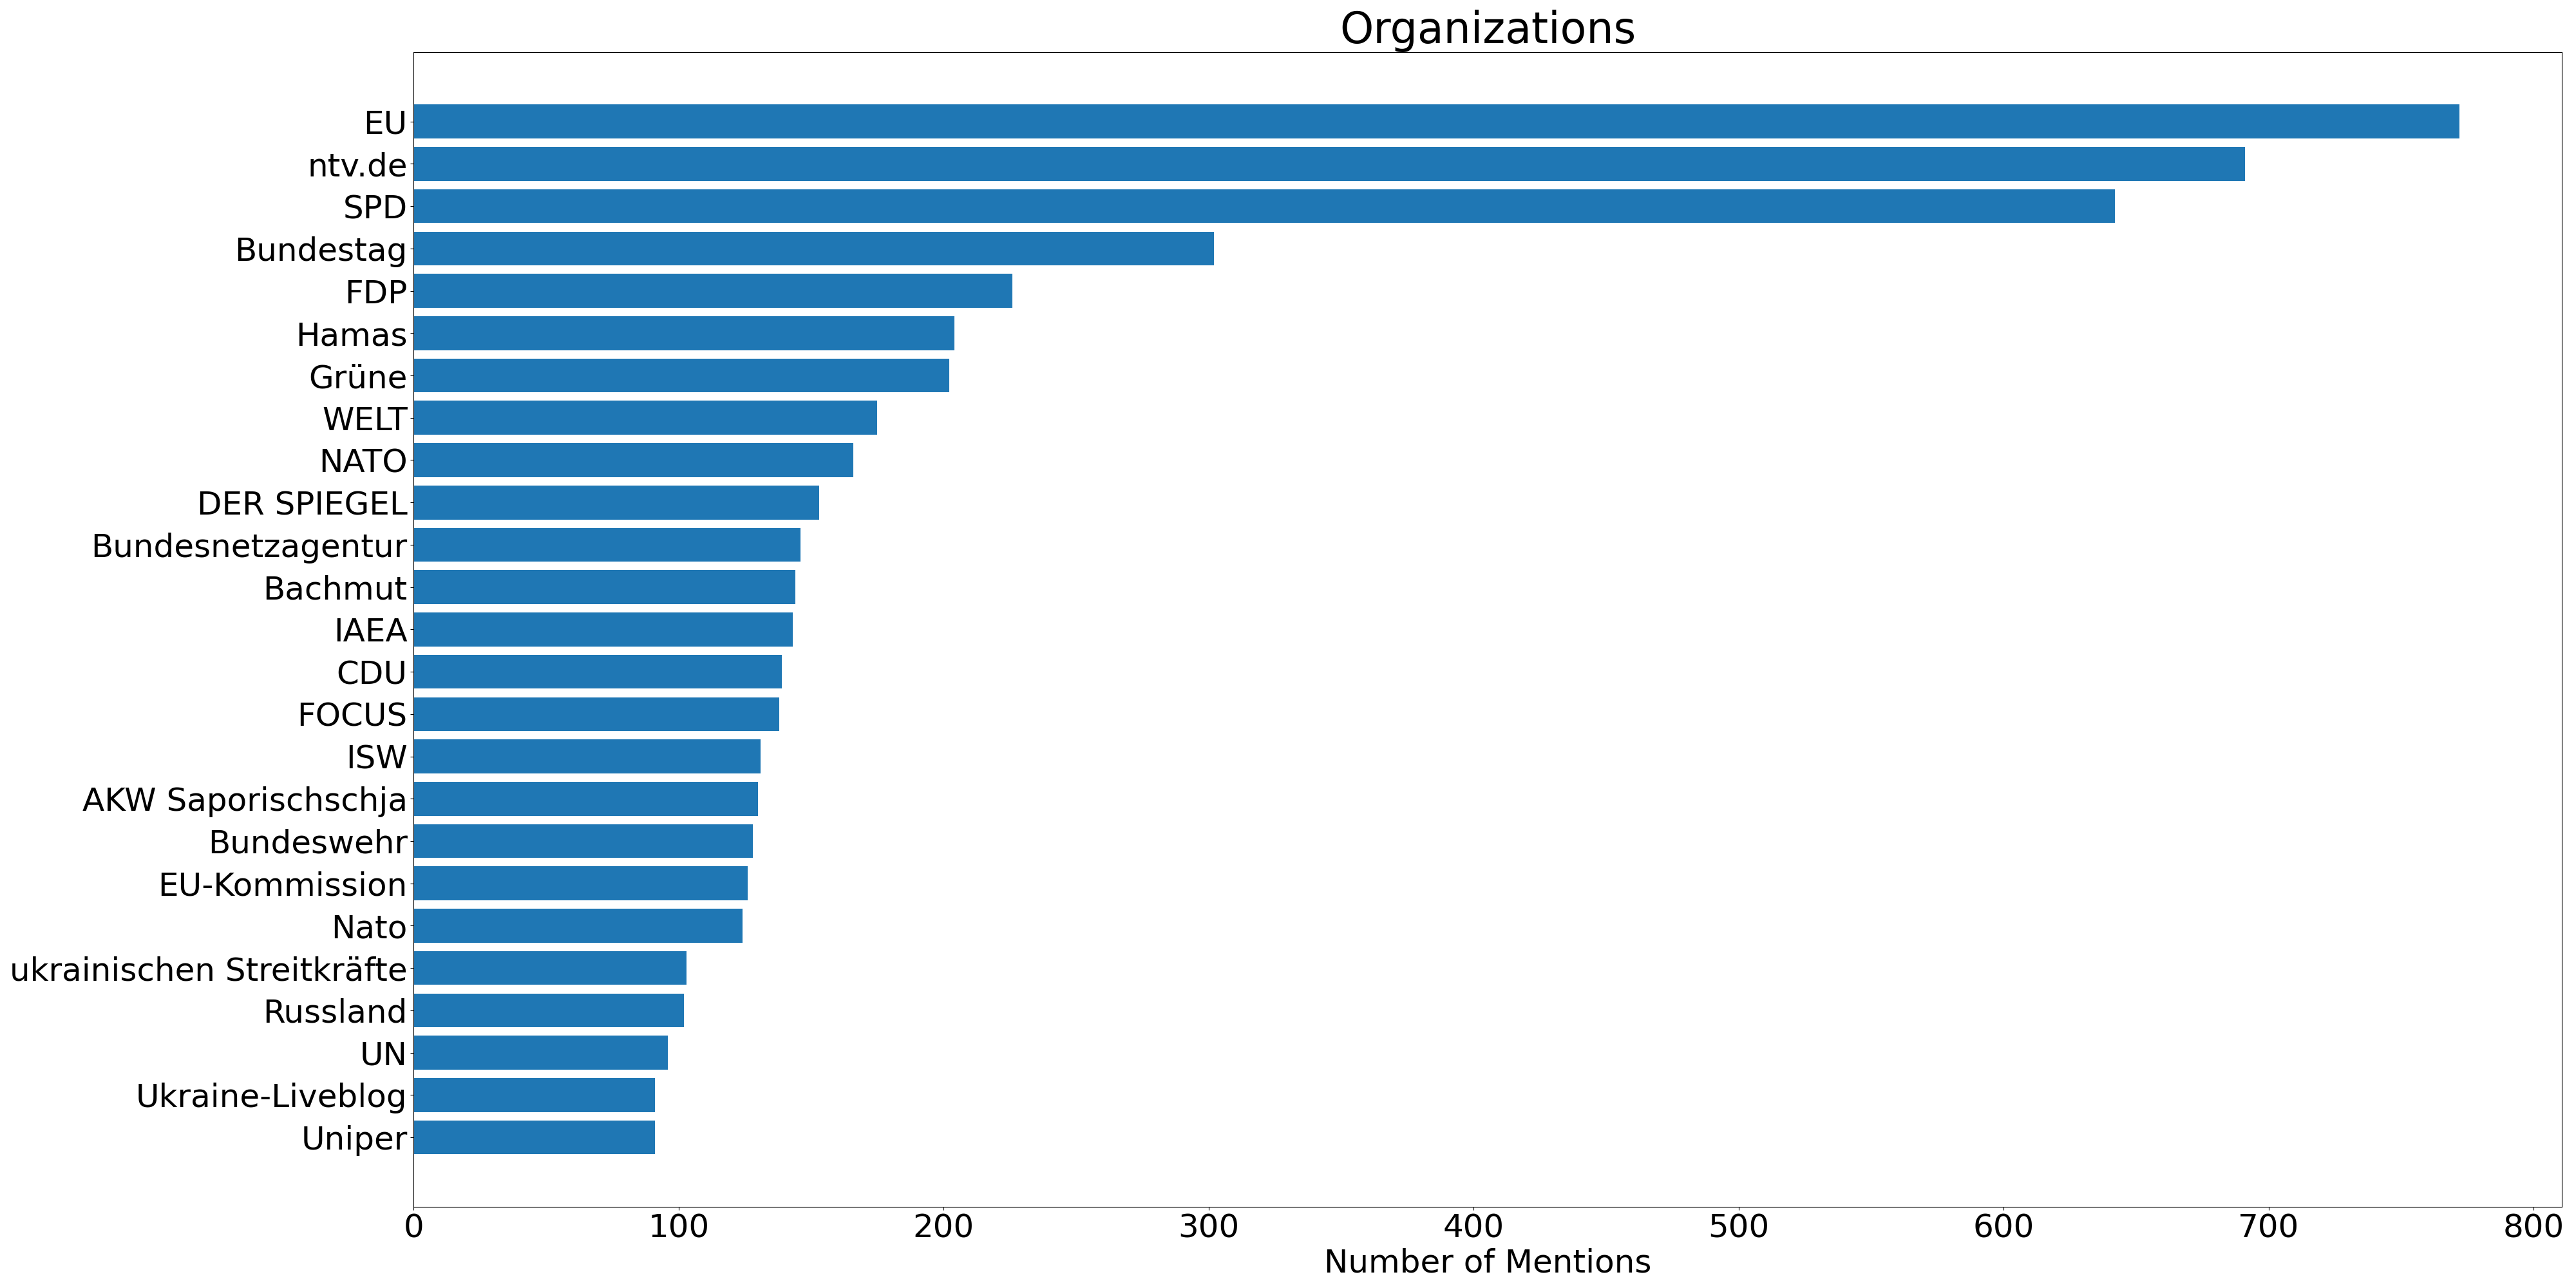 Organizations
EU
ntv.de
SPD
Bundestag
FDP
Hamas
Grüne
WELT
NATO
DER SPIEGEL
Bundesnetzagentur
Bachmut
IAEA
CDU
FOCUS
ISW
AKW Saporischschja
Bundeswehr
EU-Kommission
Nato
ukrainischen Streitkräfte
Russland
UN
Ukraine-Liveblog
Uniper
0 100 200 300 400 500 600 700 800
Number of Mentions